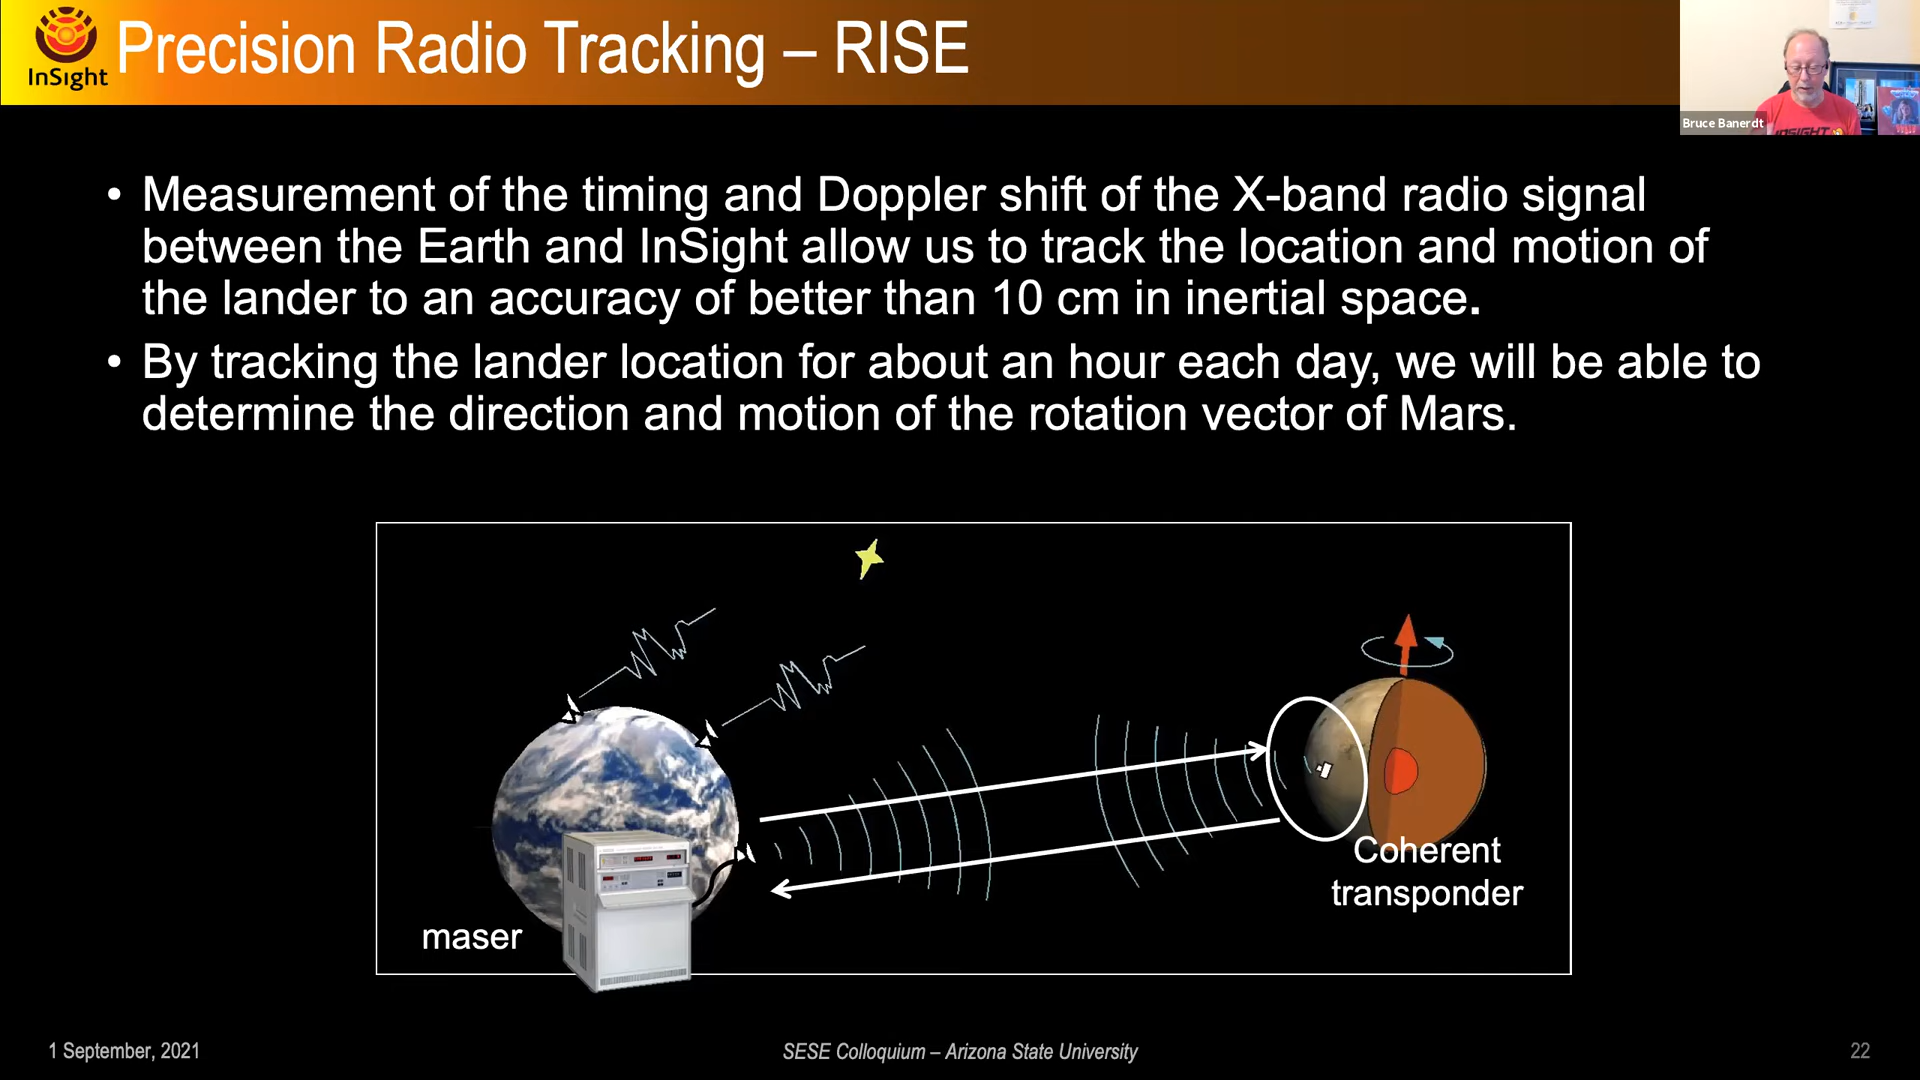 InSight
Precision Radio Tracking – RISE
Bruce Banerdt
INSIGHT
• Measurement of the timing and Doppler shift of the X-band radio signal
between the Earth and InSight allow us to track the location and motion of
the lander to an accuracy of better than 10 cm in inertial space.
• By tracking the lander location for about an hour each day, we will be able to
determine the direction and motion of the rotation vector of Mars.
Coherent
transponder
maser
1 September, 2021
SESE Colloquium – Arizona State University
22